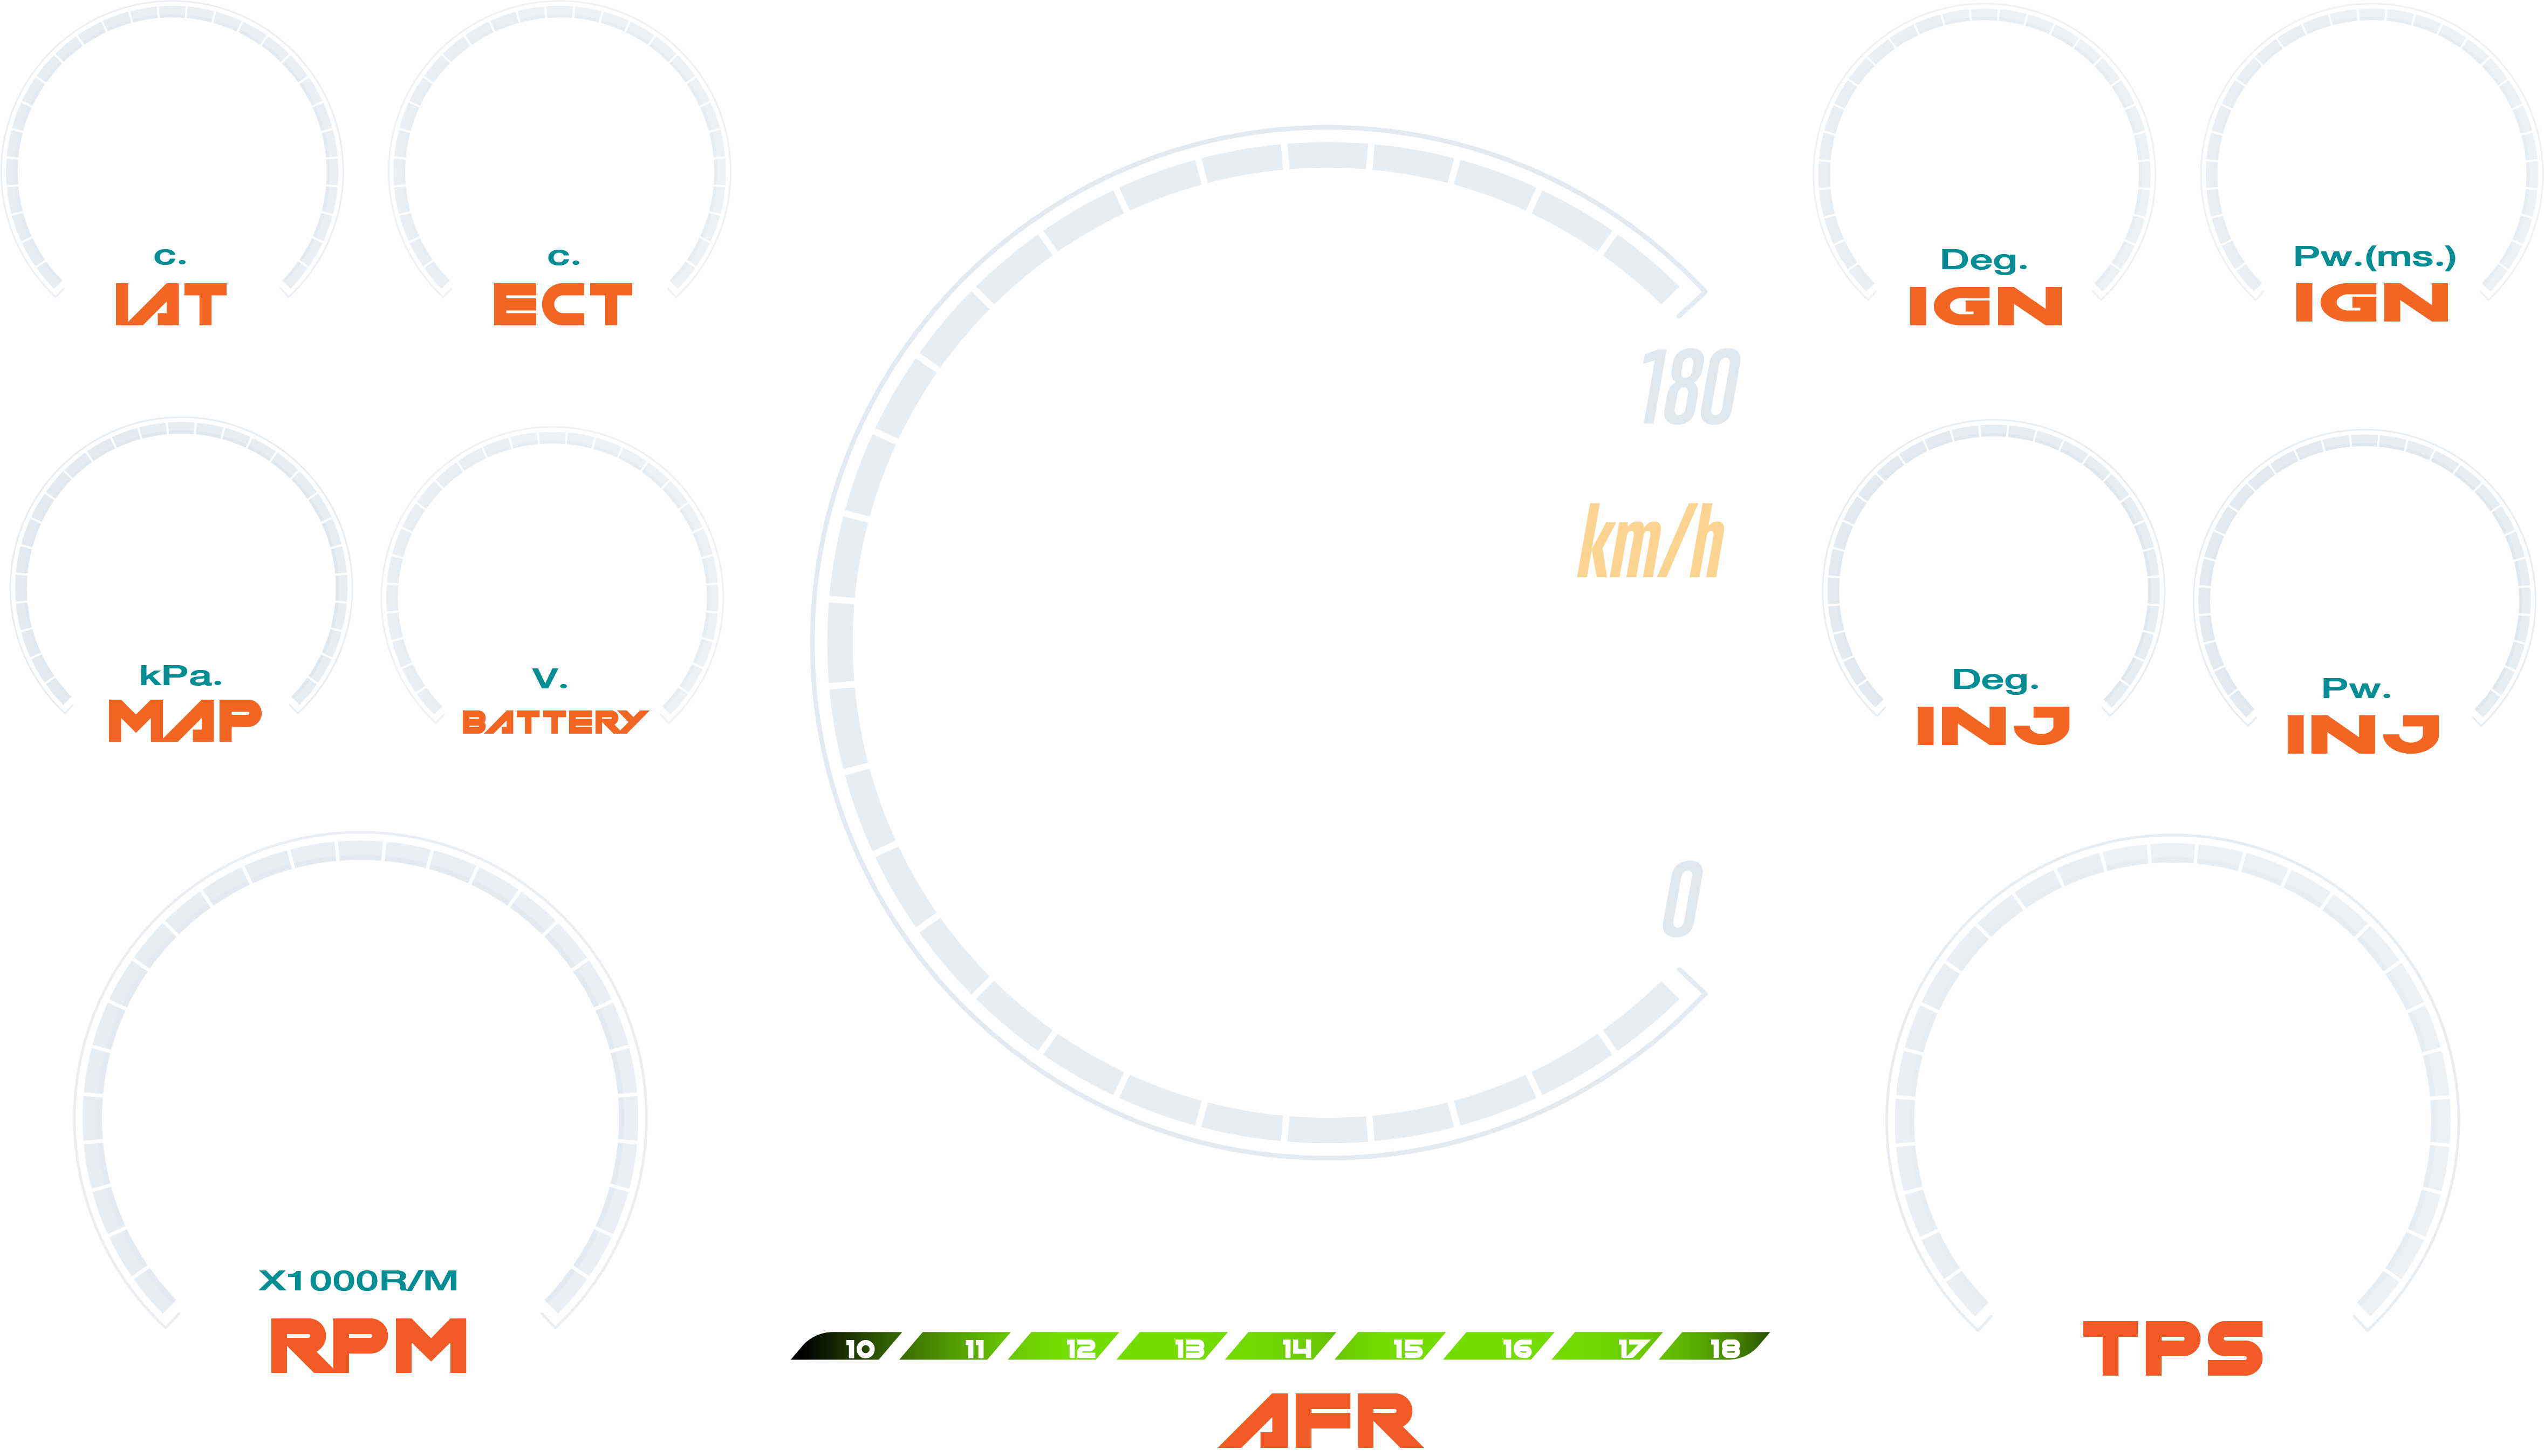 c.
IAT
c.
ECT
Deg.
IGN
Pw.(ms.)
IGN
180
km/h
kPa.
MAP
V.
BATTERY
Deg.
INJ
Pw.
INJ
0
X1000R/M
RPM
TPS
10 11 12 13 14 15 16 17 18
AFR